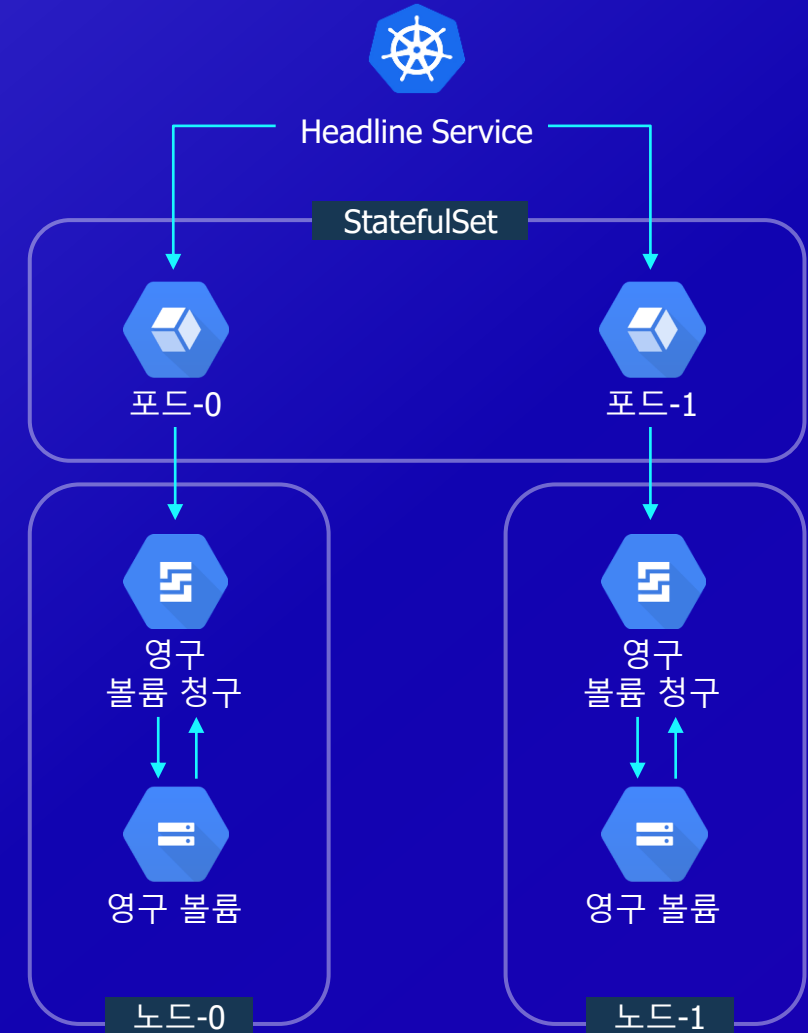 Headline Service
StatefulSet
포드-0
포드-1
영구
볼륨 청구
영구
볼륨 청구
영구 볼륨
영구 볼륨
노드-0
노드-1